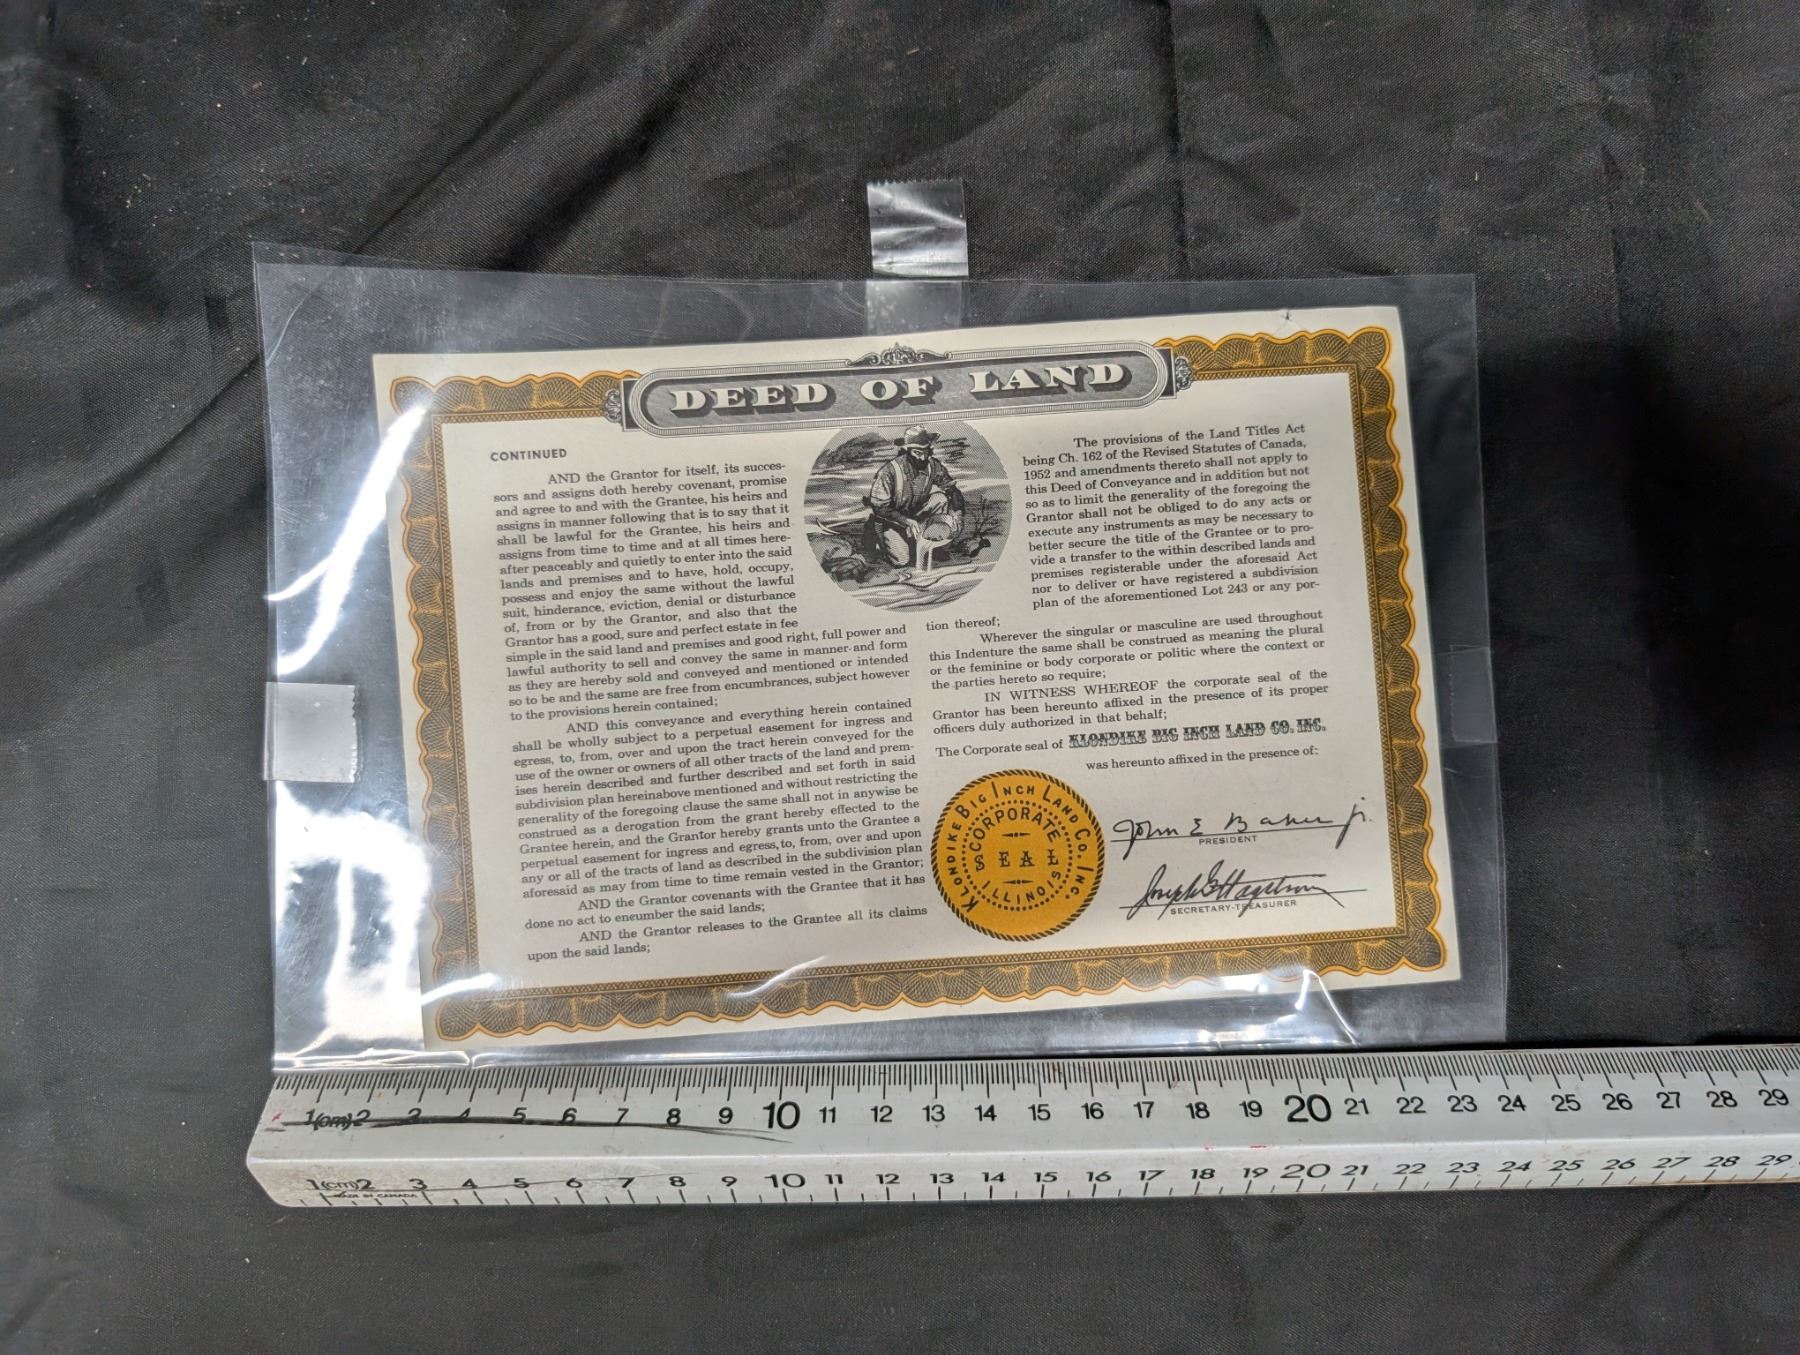 DEED OF LAND
CONTINUED
AND the Grantor for itself, its succes-
sors and assigns doth hereby covenant, promise
and agree to and with the Grantee, his heirs and
assigns in manner following that is to say that it
shall be lawful for the Grantee, his heirs and
assigns from time to time and at all times here-
after peaceably and quietly to enter into the said
lands and premises and to have, hold, occupy,
possess and enjoy the same without the lawful
suit, hinderance, eviction, denial or disturbance
of, from or by the Grantor, and also that the
Grantor has a good, sure and perfect estate in fee
simple in the said land and premises and good right, full power and
lawful authority to sell and convey the same in manner and form
as they are hereby sold and conveyed and mentioned or intended
so to be and the same are free from encumbrances, subject however
to the provisions herein contained;
AND this conveyance and everything herein contained
shall be wholly subject to a perpetual easement for ingress and
egress, to, from, over and upon the tract herein conveyed for the
use of the owner or owners of all other tracts of the land and prem-
ises herein described and further described and set forth in said
subdivision plan hereinabove mentioned and without restricting the
generality of the foregoing clause the same shall not in anywise be
construed as a derogation from the grant hereby effected to the
Grantee herein, and the Grantor hereby grants unto the Grantee a
perpetual easement for ingress and egress, to, from, over and upon
any or all of the tracts of land as described in the subdivision plan
aforesaid as may from time to time remain vested in the Grantor;
AND the Grantor covenants with the Grantee that it has
done no act to encumber the said lands;
AND the Grantor releases to the Grantee all its claims
upon the said lands;
The provisions of the Land Titles Act
being Ch. 162 of the Revised Statutes of Canada,
1952 and amendments thereto shall not apply to
this Deed of Conveyance and in addition but not
so as to limit the generality of the foregoing the
Grantor shall not be obliged to do any acts or
execute any instruments as may be necessary to
better secure the title of the Grantee or to pro-
vide a transfer to the within described lands and
premises registerable under the aforesaid Act
nor to deliver or have registered a subdivision
plan of the aforementioned Lot 243 or any por-
tion thereof;
Wherever the singular or masculine are used throughout
this Indenture the same shall be construed as meaning the plural
or the feminine or body corporate or politic where the context or
the parties hereto so require;
IN WITNESS WHEREOF the corporate seal of the
Grantor has been hereunto affixed in the presence of its proper
officers duly authorized in that behalf;
The Corporate seal of KLONDIKE BIG INCH LAND CO. INC.
was hereunto affixed in the presence of:
KLONDIKE BIG INCH LAND CO. INC.
CORPORATE
SEAL
ILLINOIS
John E Baker jr.
PRESIDENT
Joseph G Hagstrom
SECRETARY-TREASURER
1(cm)2 3 4 5 6 7 8 9 10 11 12 13 14 15 16 17 18 19 20 21 22 23 24 25 26 27 28 29
1(cm)2 3 4 5 6 7 8 9 10 11 12 13 14 15 16 17 18 19 20 21 22 23 24 25 26 27 28 29
MADE IN CANADA